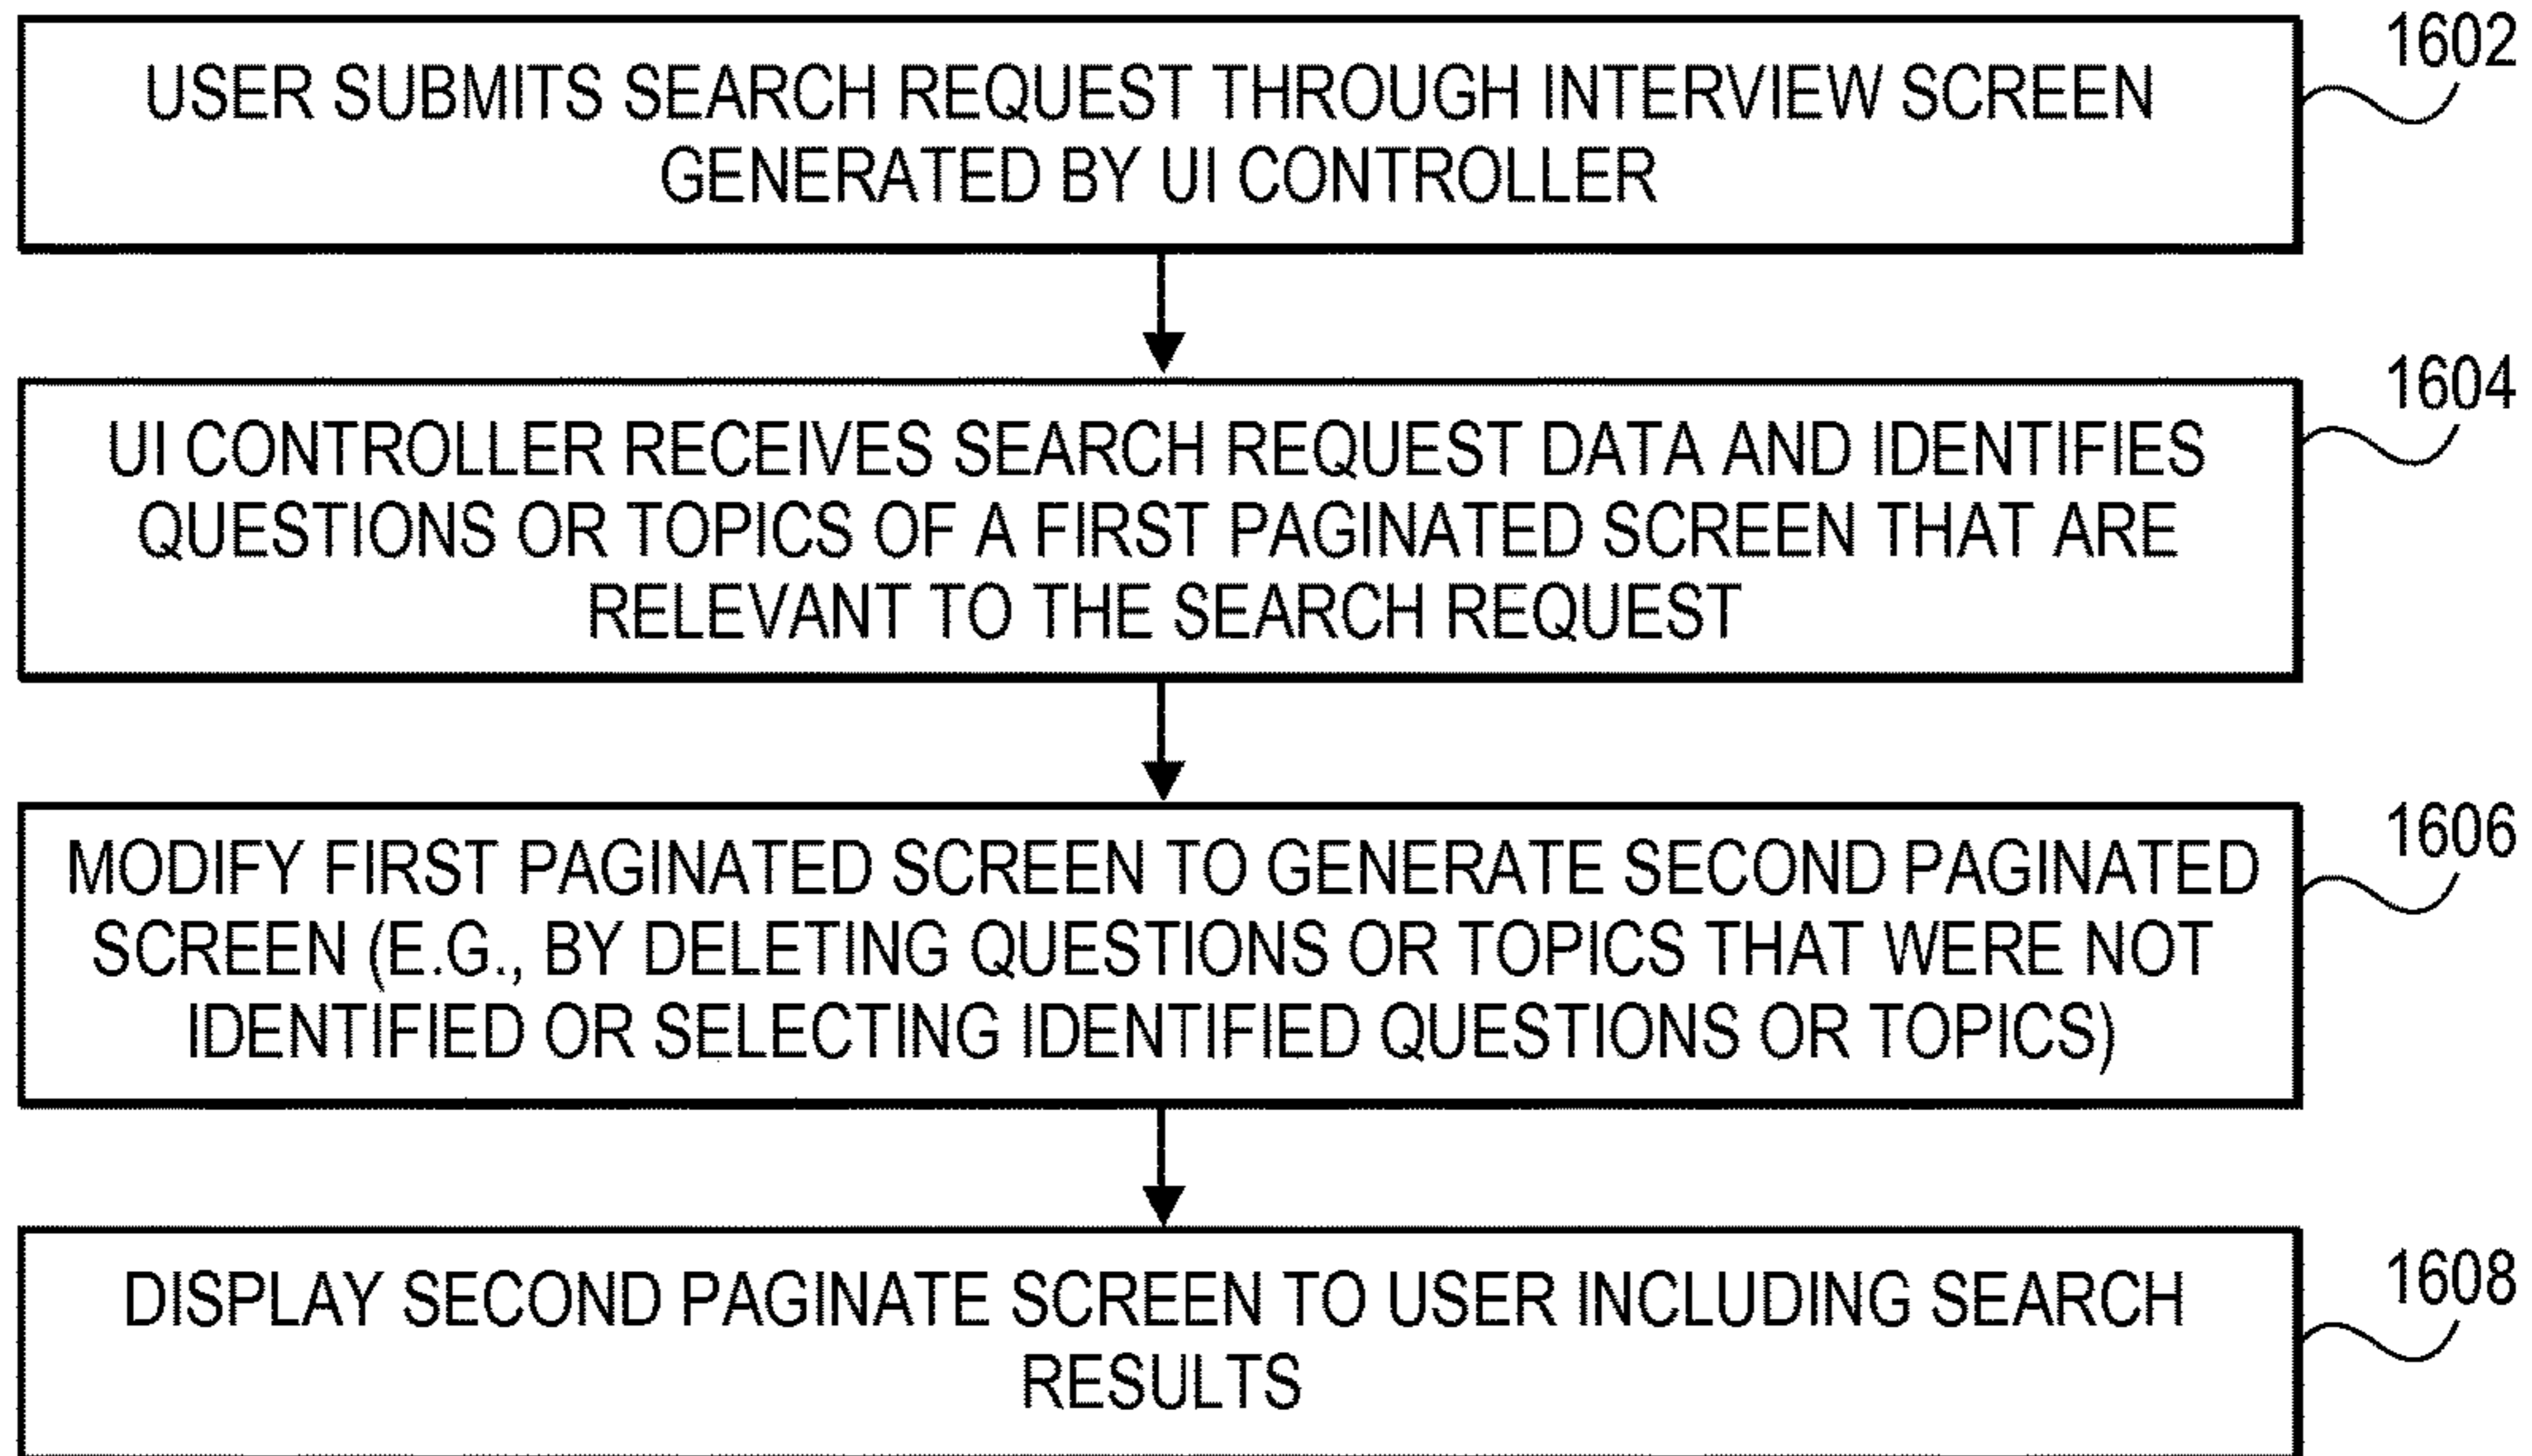 1602
USER SUBMITS SEARCH REQUEST THROUGH INTERVIEW SCREEN
GENERATED BY UI CONTROLLER
1604
UI CONTROLLER RECEIVES SEARCH REQUEST DATA AND IDENTIFIES
QUESTIONS OR TOPICS OF A FIRST PAGINATED SCREEN THAT ARE
RELEVANT TO THE SEARCH REQUEST
1606
MODIFY FIRST PAGINATED SCREEN TO GENERATE SECOND PAGINATED
SCREEN (E.G., BY DELETING QUESTIONS OR TOPICS THAT WERE NOT
IDENTIFIED OR SELECTING IDENTIFIED QUESTIONS OR TOPICS)
1608
DISPLAY SECOND PAGINATE SCREEN TO USER INCLUDING SEARCH
RESULTS